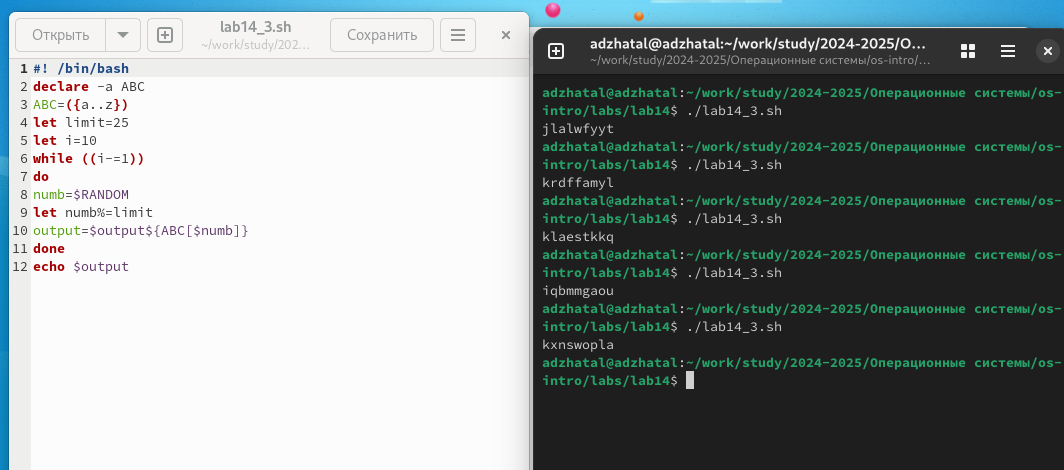 Открыть
lab14_3.sh
~/work/study/202...
Сохранить
1 #! /bin/bash
2 declare -a ABC
3 ABC=({a..z})
4 let limit=25
5 let i=10
6 while ((i-=1))
7 do
8 numb=$RANDOM
9 let numb%=limit
10 output=$output${ABC[$numb]}
11 done
12 echo $output
adzhatal@adzhatal:~/work/study/2024-2025/О...
~/work/study/2024-2025/Операционные системы/os-intro/...
adzhatal@adzhatal:~/work/study/2024-2025/Операционные системы/os-
intro/labs/lab14$ ./lab14_3.sh
jlalwfyyt
adzhatal@adzhatal:~/work/study/2024-2025/Операционные системы/os-
intro/labs/lab14$ ./lab14_3.sh
krdffamyl
adzhatal@adzhatal:~/work/study/2024-2025/Операционные системы/os-
intro/labs/lab14$ ./lab14_3.sh
klaestkkq
adzhatal@adzhatal:~/work/study/2024-2025/Операционные системы/os-
intro/labs/lab14$ ./lab14_3.sh
iqbmmgaou
adzhatal@adzhatal:~/work/study/2024-2025/Операционные системы/os-
intro/labs/lab14$ ./lab14_3.sh
kxnswopla
adzhatal@adzhatal:~/work/study/2024-2025/Операционные системы/os-
intro/labs/lab14$